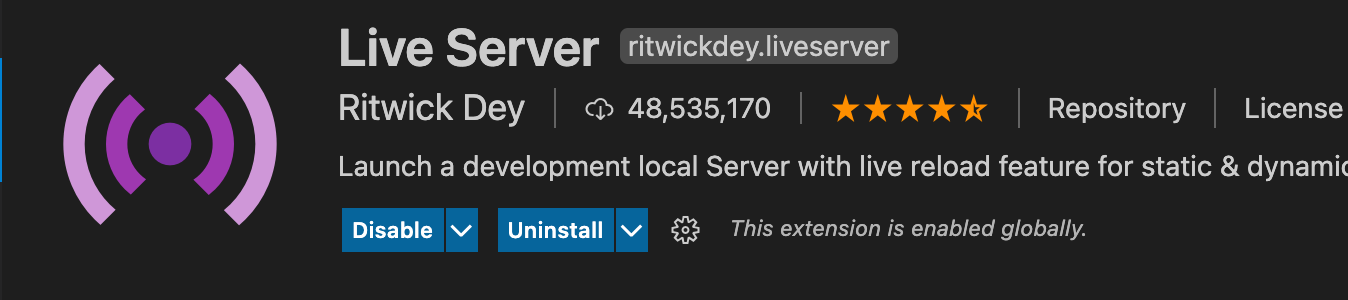 Live Server ritwickdey.liveserver
Ritwick Dey 48,535,170 Repository License
Launch a development local Server with live reload feature for static & dynamic
Disable Uninstall This extension is enabled globally.